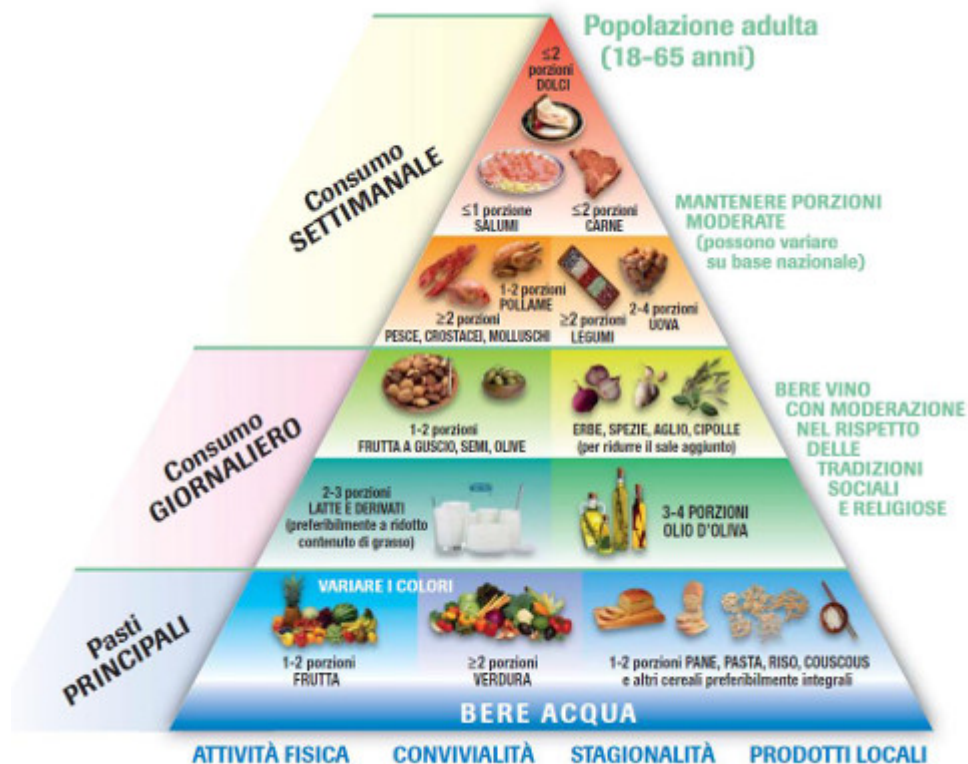 Popolazione adulta
(18-65 anni)
≤2
porzioni
DOLCI
Consumo
SETTIMANALE
≤1 porzione
SALUMI
≤2 porzioni
CARNE
MANTENERE PORZIONI
MODERATE
(possono variare
su base nazionale)
1-2 porzioni
POLLAME
≥2 porzioni
PESCE, CROSTACEI, MOLLUSCHI
≥2 porzioni
LEGUMI
2-4 porzioni
UOVA
Consumo
GIORNALIERO
1-2 porzioni
FRUTTA A GUSCIO, SEMI, OLIVE
ERBE, SPEZIE, AGLIO, CIPOLLE
(per ridurre il sale aggiunto)
BERE VINO
CON MODERAZIONE
NEL RISPETTO
DELLE
TRADIZIONI
SOCIALI
E RELIGIOSE
2-3 porzioni
LATTE E DERIVATI
(preferibilmente a ridotto
contenuto di grasso)
3-4 PORZIONI
OLIO D'OLIVA
Pasti
PRINCIPALI
VARIARE I COLORI
1-2 porzioni
FRUTTA
≥2 porzioni
VERDURA
1-2 porzioni PANE, PASTA, RISO, COUSCOUS
e altri cereali preferibilmente integrali
BERE ACQUA
ATTIVITÀ FISICA
CONVIVIALITÀ
STAGIONALITÀ
PRODOTTI LOCALI